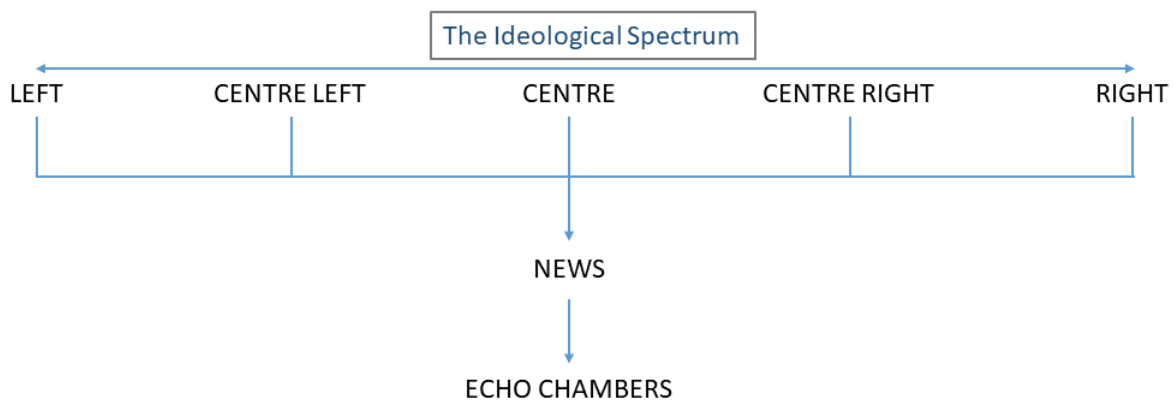 The Ideological Spectrum
LEFT CENTRE LEFT CENTRE CENTRE RIGHT RIGHT
NEWS
ECHO CHAMBERS